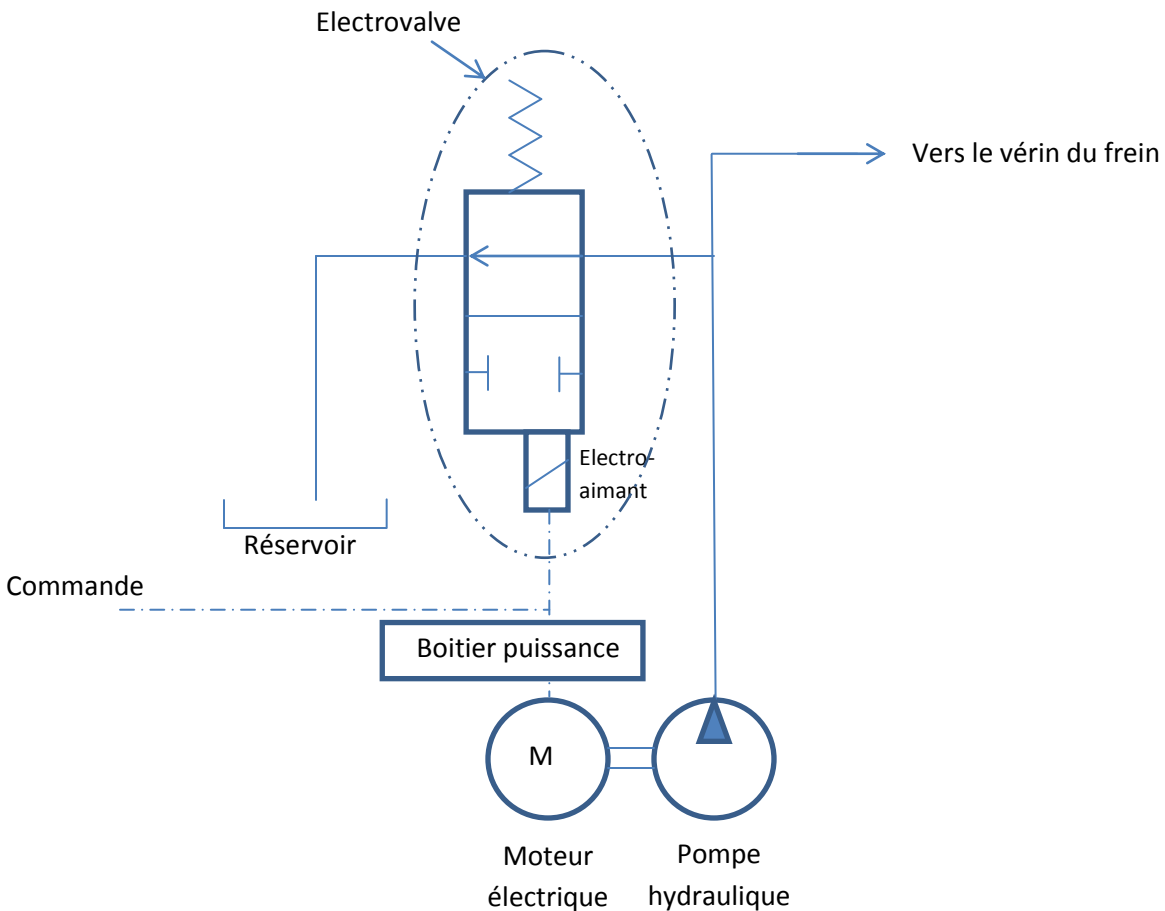 Electrovalve
Vers le vérin du frein
Electro-
aimant
Réservoir
Commande
Boitier puissance
M
Moteur
électrique
Pompe
hydraulique